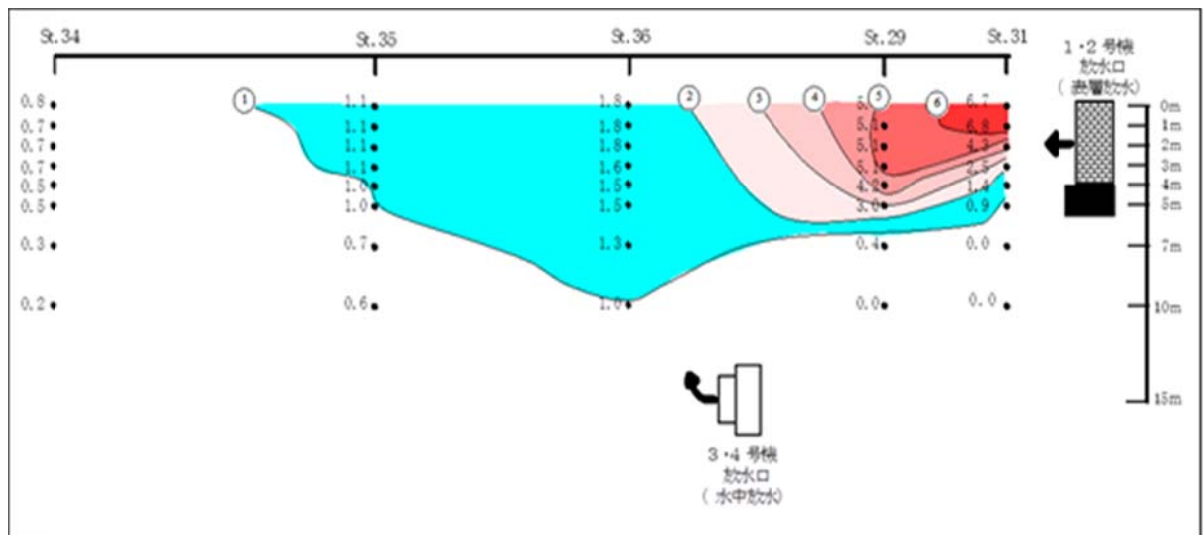 St.34 St.35 St.36 St.29 St.31
1・2号機
放水口
(表層放水)
① ② ③ ④ ⑤ ⑥
0.8 1.1 1.8 6.7 0m
0.7 1.1 1.8 5.1 6.8 1m
0.7 1.1 1.8 5.1 4.3 2m
0.7 1.1 1.6 5.1 2.5 3m
0.5 1.0 1.5 4.2 1.4 4m
0.5 1.0 1.5 3.0 0.9 5m
0.3 0.7 1.3 0.4 0.0 7m
0.2 0.6 1.0 0.0 0.0 10m
15m
3・4号機
放水口
(水中放水)